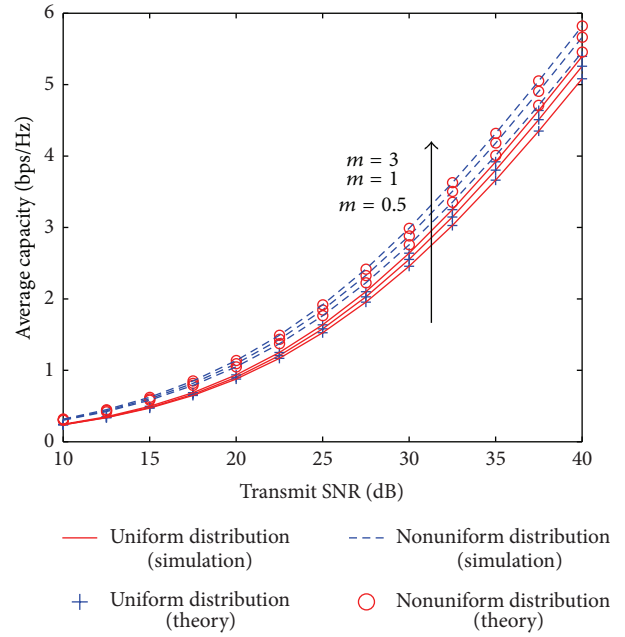 6
5
4
3
2
1
0
Average capacity (bps/Hz)
m = 3
m = 1
m = 0.5
10 15 20 25 30 35 40
Transmit SNR (dB)
Uniform distribution
(simulation)
Nonuniform distribution
(simulation)
Uniform distribution
(theory)
Nonuniform distribution
(theory)